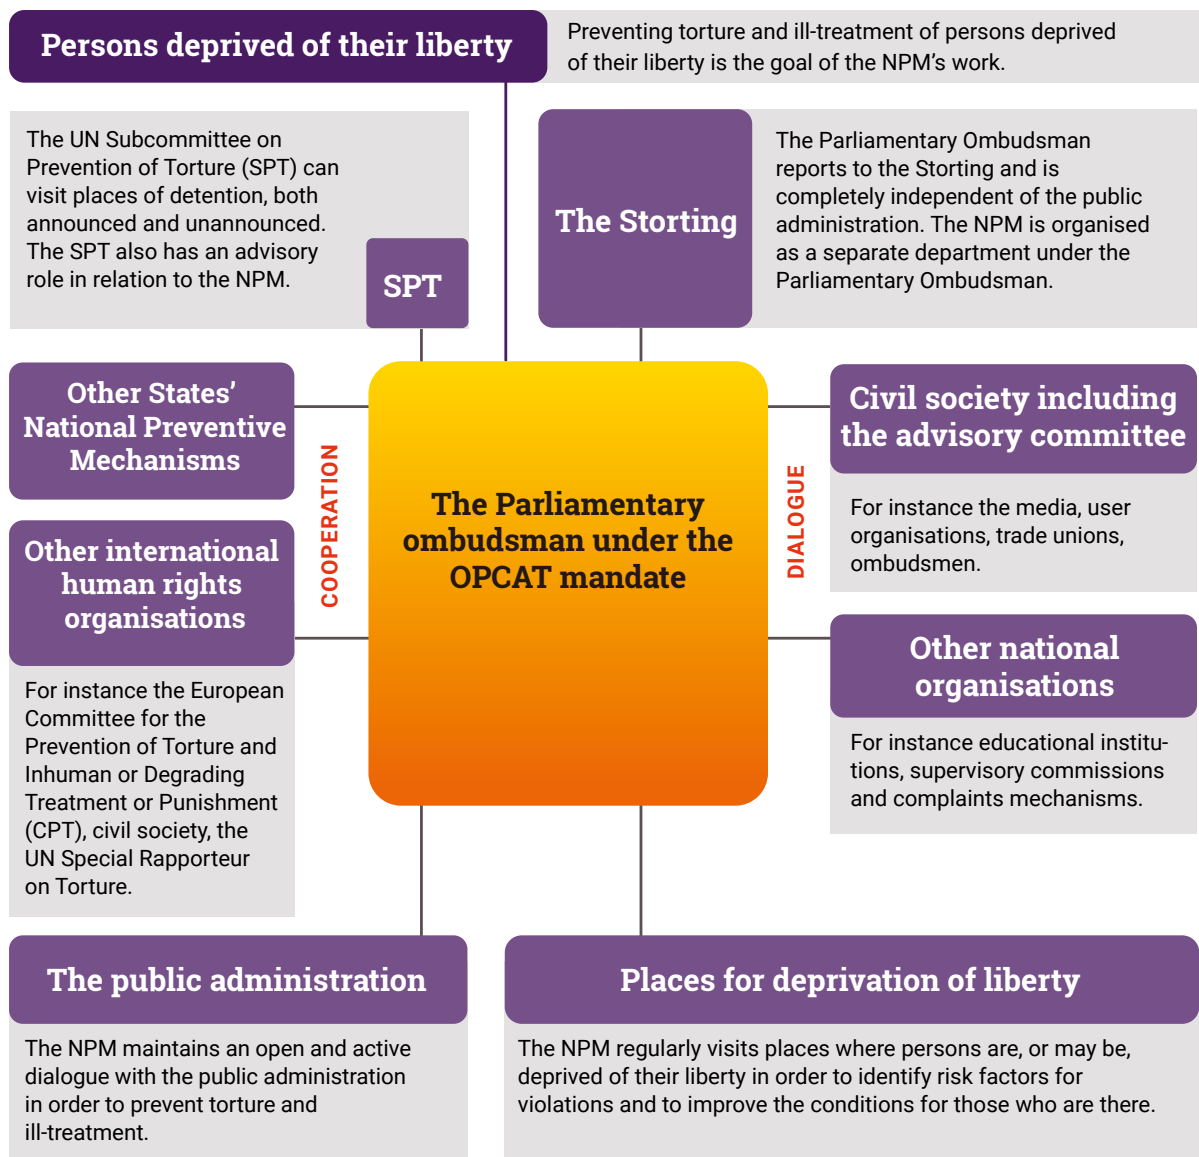 Persons deprived of their liberty
Preventing torture and ill-treatment of persons deprived
of their liberty is the goal of the NPM’s work.
The UN Subcommittee on
Prevention of Torture (SPT) can
visit places of detention, both
announced and unannounced.
The SPT also has an advisory
role in relation to the NPM.
SPT
The Storting
The Parliamentary Ombudsman
reports to the Storting and is
completely independent of the public
administration. The NPM is organised
as a separate department under the
Parliamentary Ombudsman.
Other States’
National Preventive
Mechanisms
Other international
human rights
organisations
For instance the European
Committee for the
Prevention of Torture and
Inhuman or Degrading
Treatment or Punishment
(CPT), civil society, the
UN Special Rapporteur
on Torture.
COOPERATION
The Parliamentary
ombudsman under the
OPCAT mandate
DIALOGUE
Civil society including
the advisory committee
For instance the media, user
organisations, trade unions,
ombudsmen.
Other national
organisations
For instance educational institu-
tions, supervisory commissions
and complaints mechanisms.
The public administration
The NPM maintains an open and active
dialogue with the public administration
in order to prevent torture and
ill-treatment.
Places for deprivation of liberty
The NPM regularly visits places where persons are, or may be,
deprived of their liberty in order to identify risk factors for
violations and to improve the conditions for those who are there.